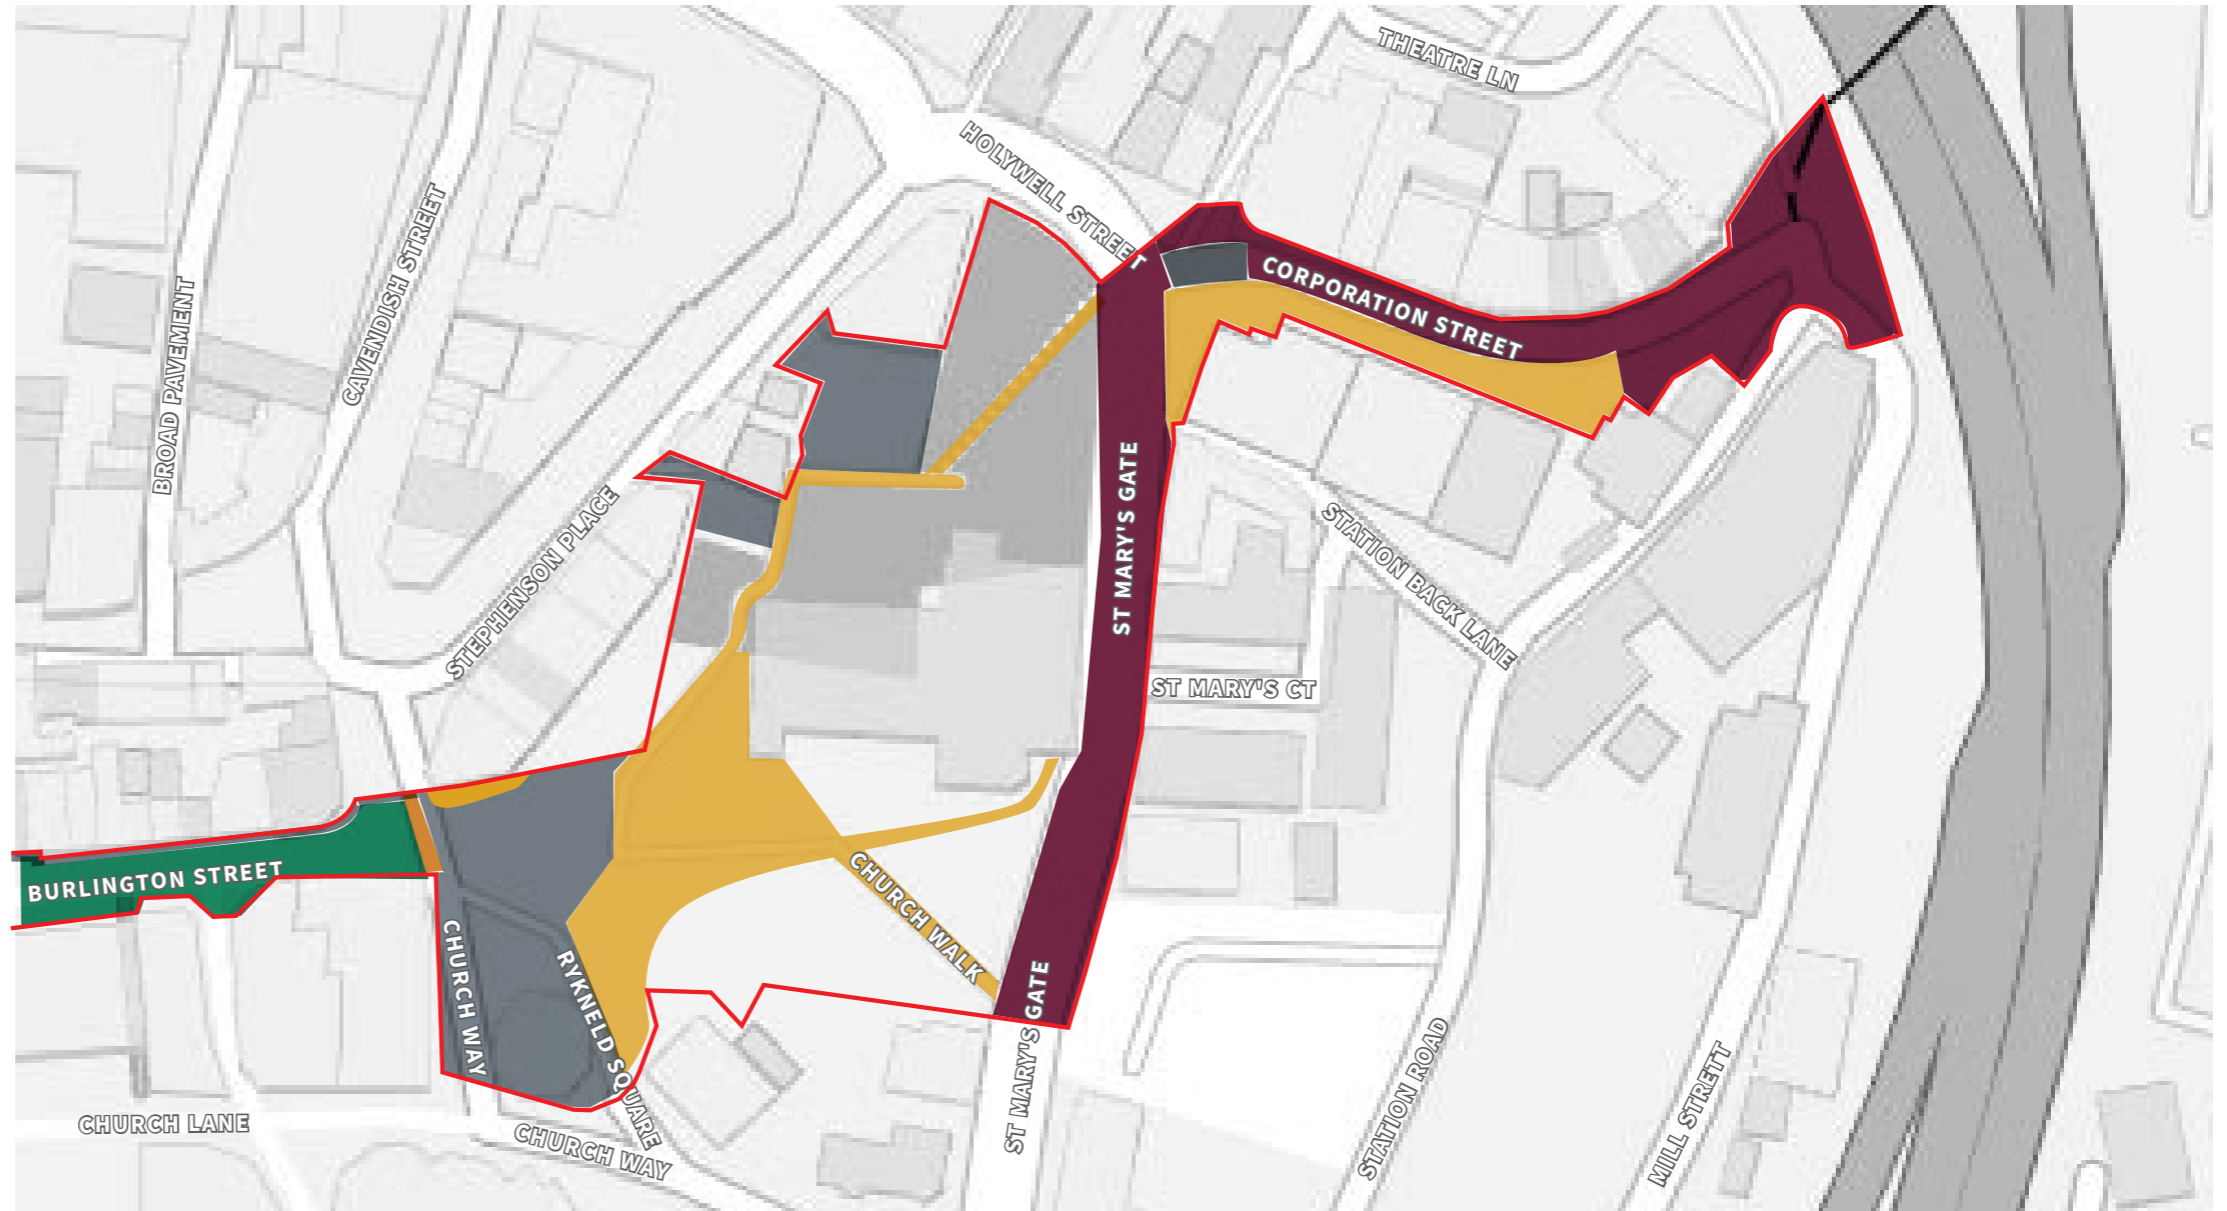 THEATRE LN
HOLYWELL STREET
CAVENDISH STREET
BROAD PAVEMENT
CORPORATION STREET
ST MARY'S GATE
STEPHENSON PLACE
STATION BACK LANE
ST MARY'S CT
BURLINGTON STREET
CHURCH WALK
CHURCH WAY
RYKNELD SQUARE
ST MARY'S GATE
STATION ROAD
MILL STRETT
CHURCH LANE
CHURCH WAY